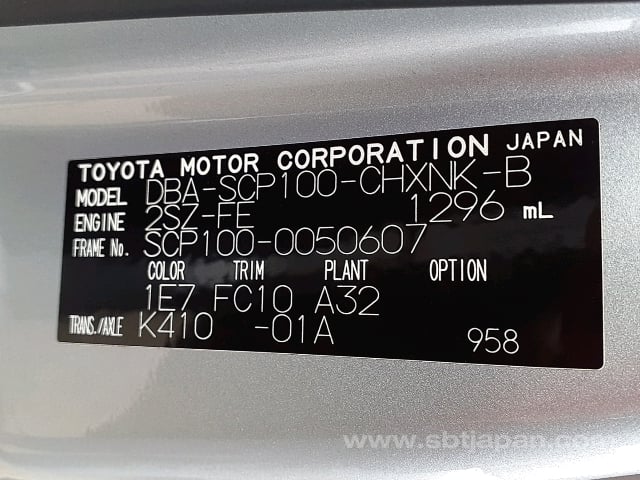 TOYOTA MOTOR CORPORATION JAPAN
MODEL DBA-SCP100-CHXNK-B
ENGINE 2SZ-FE 1296 mL
FRAME No. SCP100-0050607
COLOR TRIM PLANT OPTION
1E7 FC10 A32
TRANS./AXLE K410 -01A 958
www.sbtjapan.com